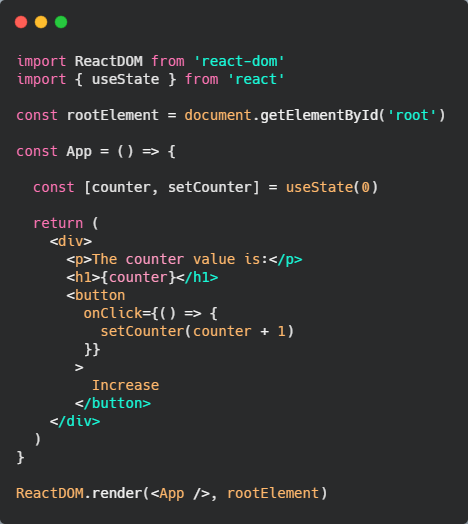 import ReactDOM from 'react-dom'
import { useState } from 'react'

const rootElement = document.getElementById('root')

const App = () => {

  const [counter, setCounter] = useState(0)

  return (
    <div>
      <p>The counter value is:</p>
      <h1>{counter}</h1>
      <button
        onClick={() => {
          setCounter(counter + 1)
        }}
       >
         Increase
       </button>
    </div>
  )
}

ReactDOM.render(<App />, rootElement)